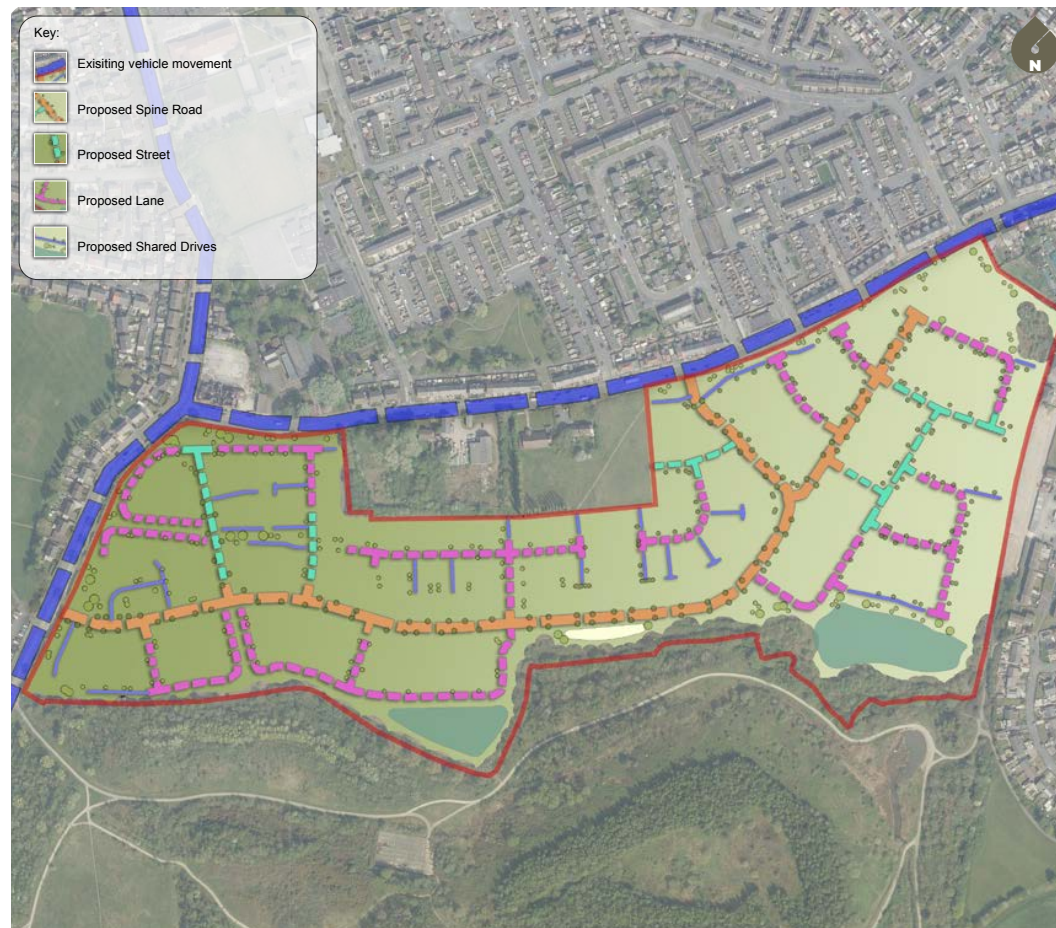 Key:
Exisiting vehicle movement
Proposed Spine Road
Proposed Street
Proposed Lane
Proposed Shared Drives
N